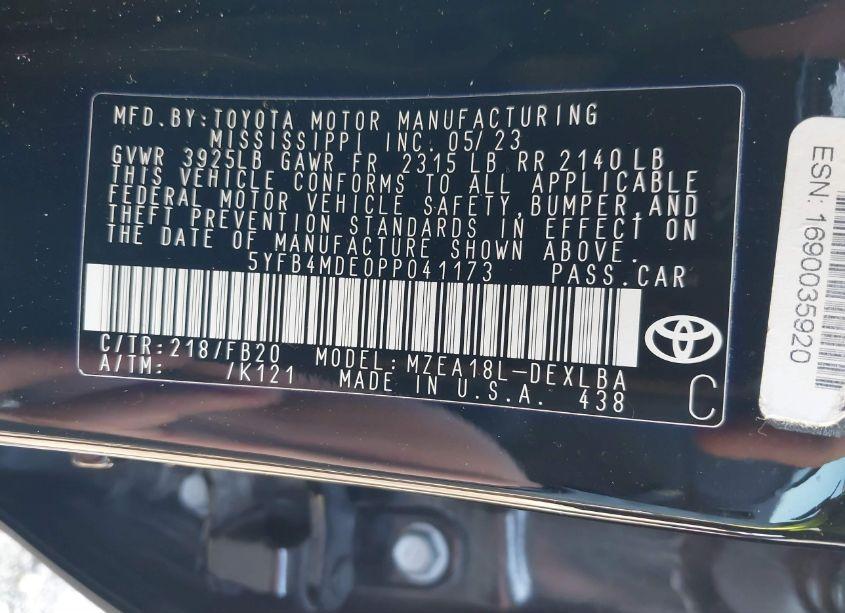 MFD.BY:TOYOTA MOTOR MANUFACTURING
MISSISSIPPI INC. 05/23
GVWR 3925LB GAWR FR 2315 LB RR 2140 LB
THIS VEHICLE CONFORMS TO ALL APPLICABLE
FEDERAL MOTOR VEHICLE SAFETY,BUMPER,AND
THEFT PREVENTION STANDARDS IN EFFECT ON
THE DATE OF MANUFACTURE SHOWN ABOVE.
5YFB4MDE0PP041173 PASS.CAR
C/TR:218/FB20 MODEL:MZEA18L-DEXLBA
A/TM: /K121 MADE IN U.S.A. 438
C
ESN: 1690035920